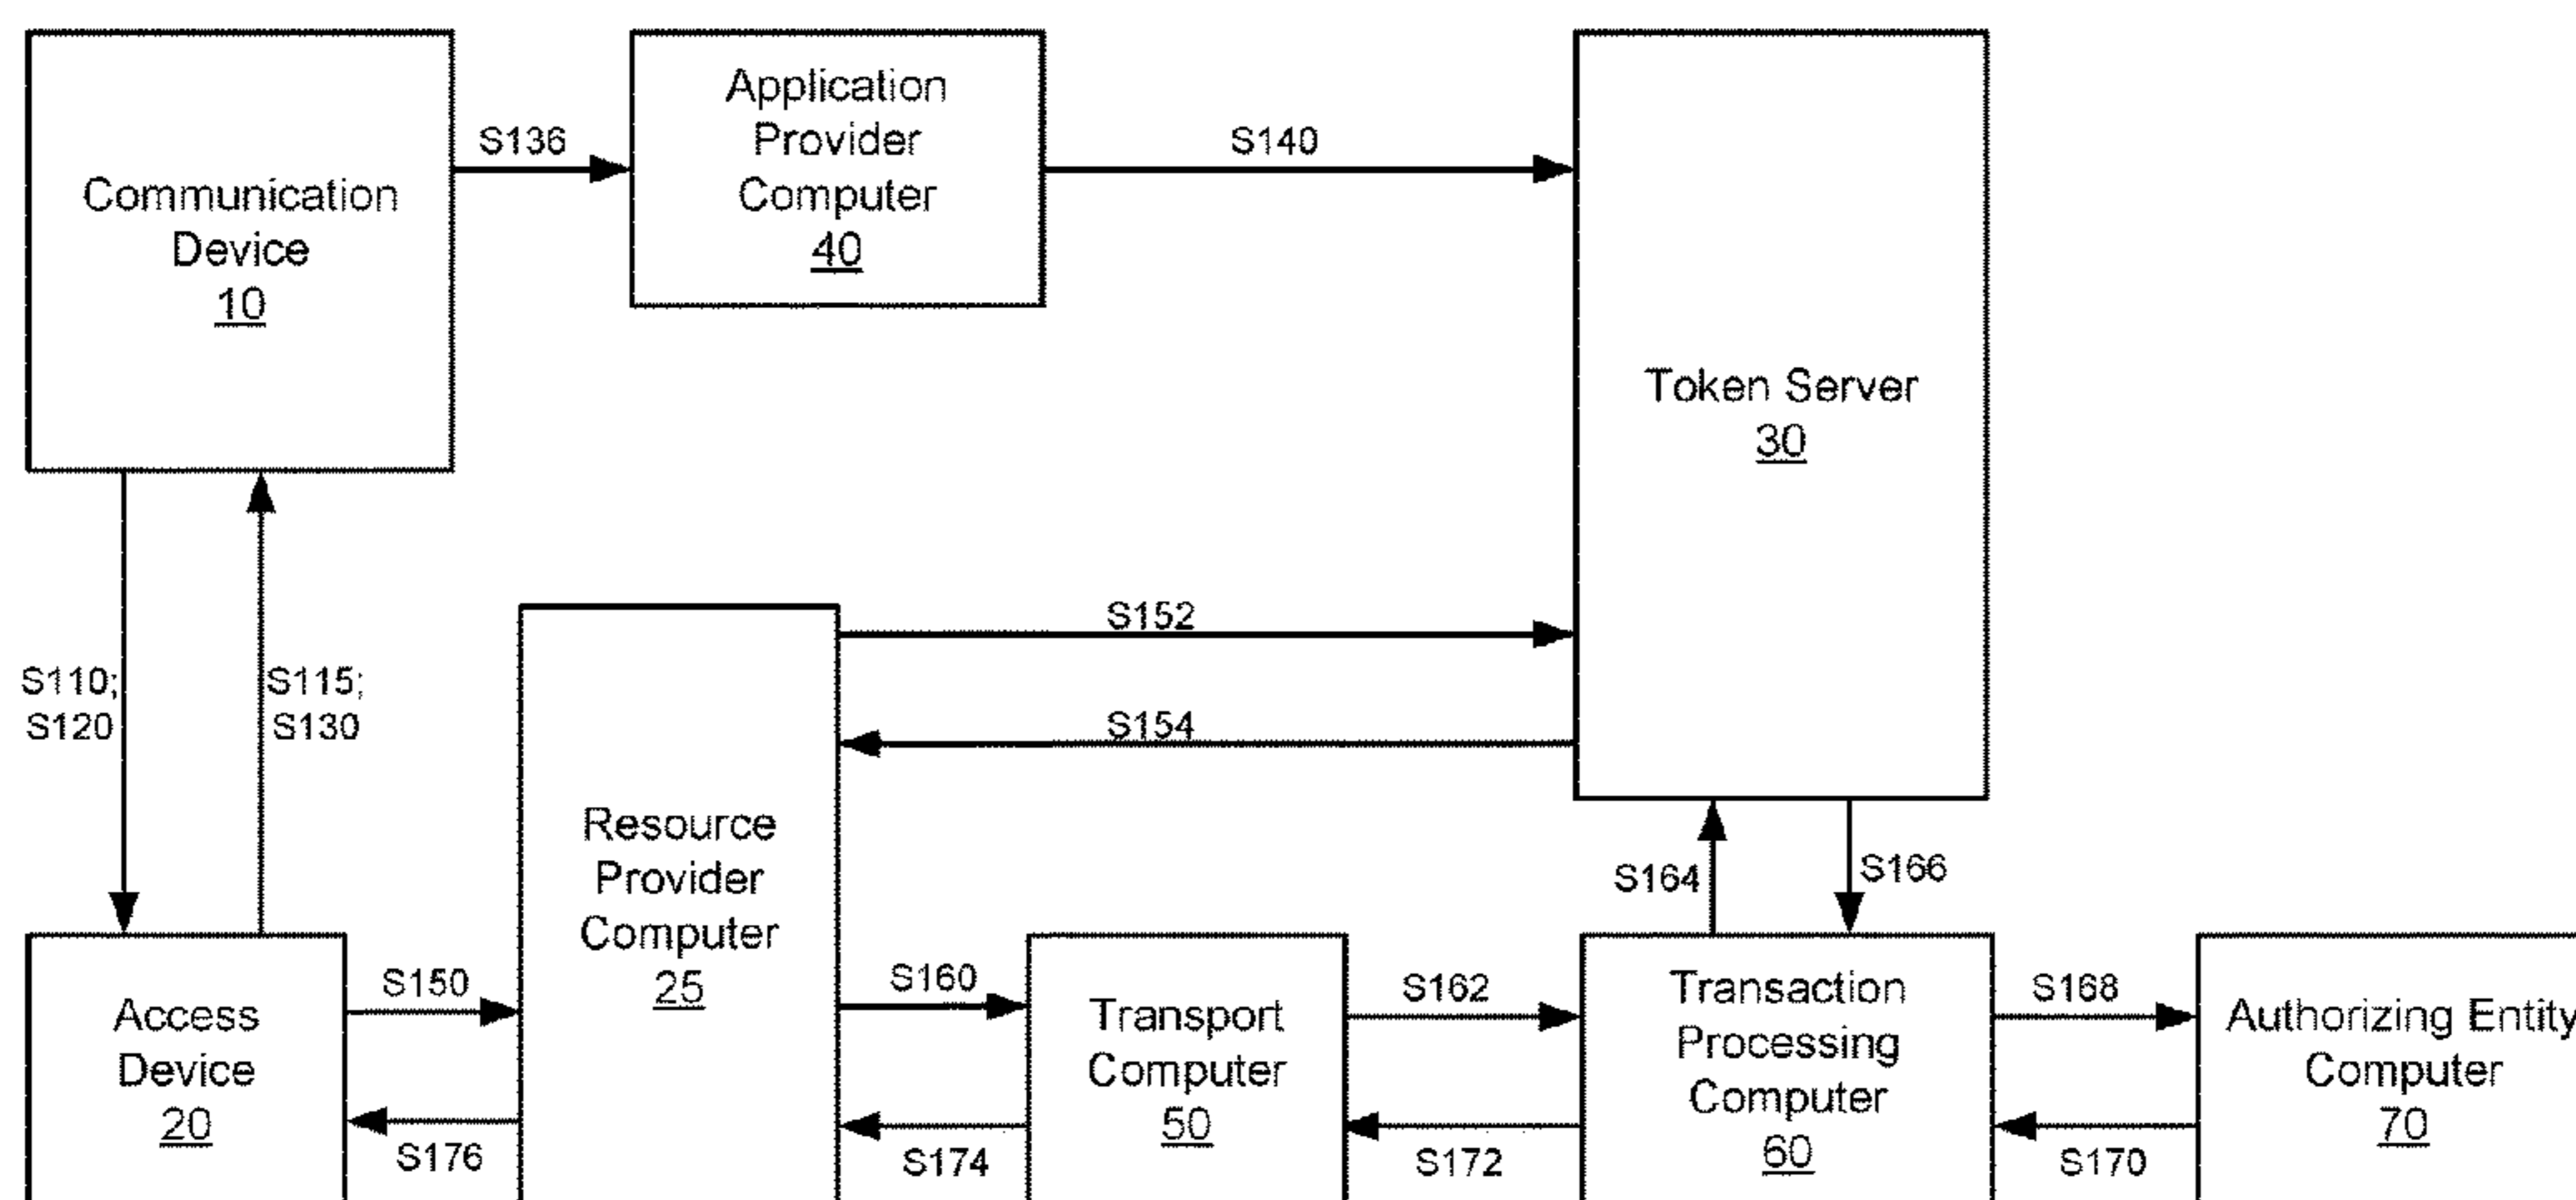 Communication
Device
10
S136
Application
Provider
Computer
40
S140
Token Server
30
S110;
S120
S115;
S130
S152
S154
Resource
Provider
Computer
25
S164
S166
Access
Device
20
S150
S176
S160
S174
Transport
Computer
50
S162
S172
Transaction
Processing
Computer
60
S168
S170
Authorizing Entity
Computer
70